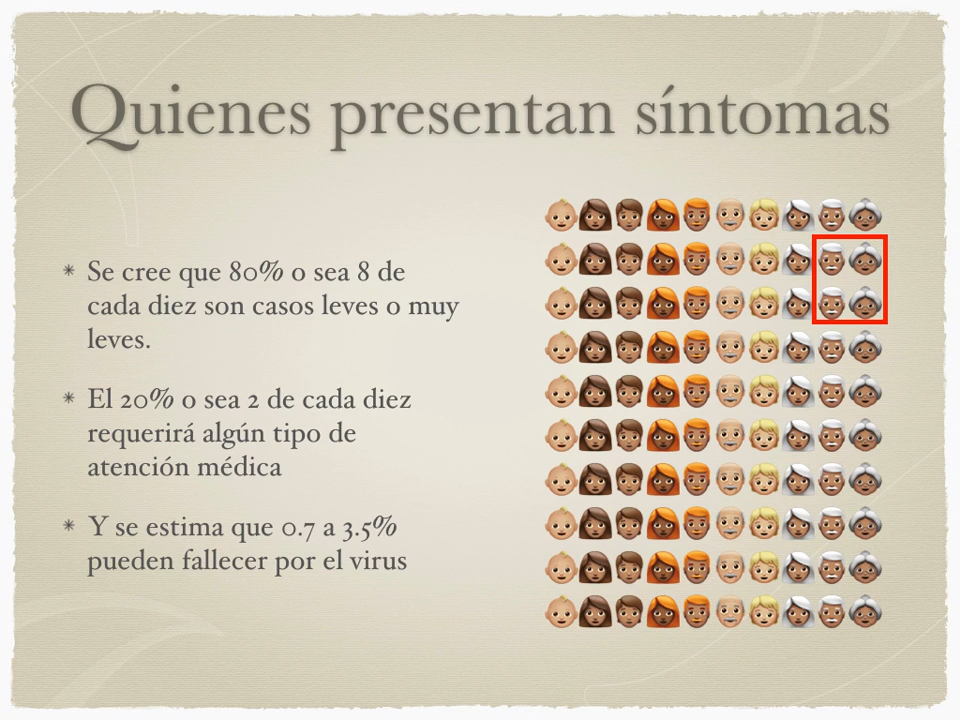 Quienes presentan síntomas
Se cree que 80% o sea 8 de
cada diez son casos leves o muy
leves.
El 20% o sea 2 de cada diez
requerirá algún tipo de
atención médica
Y se estima que 0.7 a 3.5%
pueden fallecer por el virus